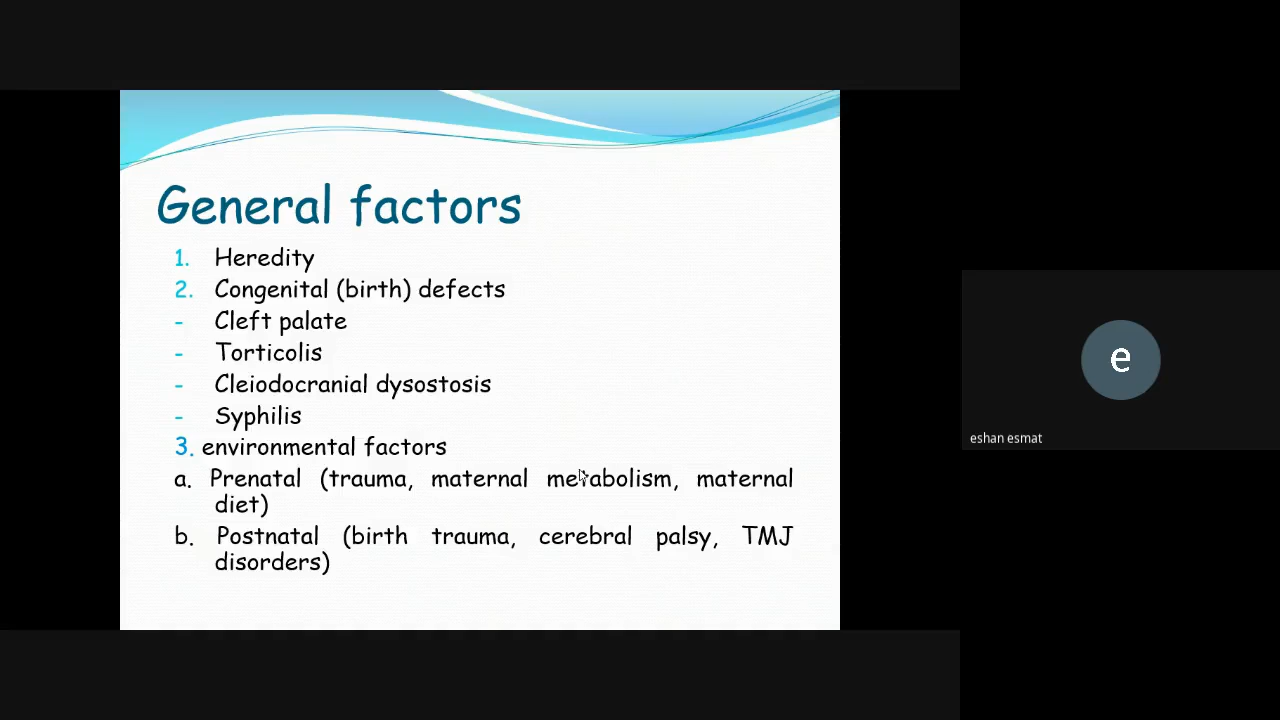 General factors
1. Heredity
2. Congenital (birth) defects
- Cleft palate
- Torticolis
- Cleiodocranial dysostosis
- Syphilis
3. environmental factors
a. Prenatal (trauma, maternal metabolism, maternal
diet)
b. Postnatal (birth trauma, cerebral palsy, TMJ
disorders)
e
eshan esmat